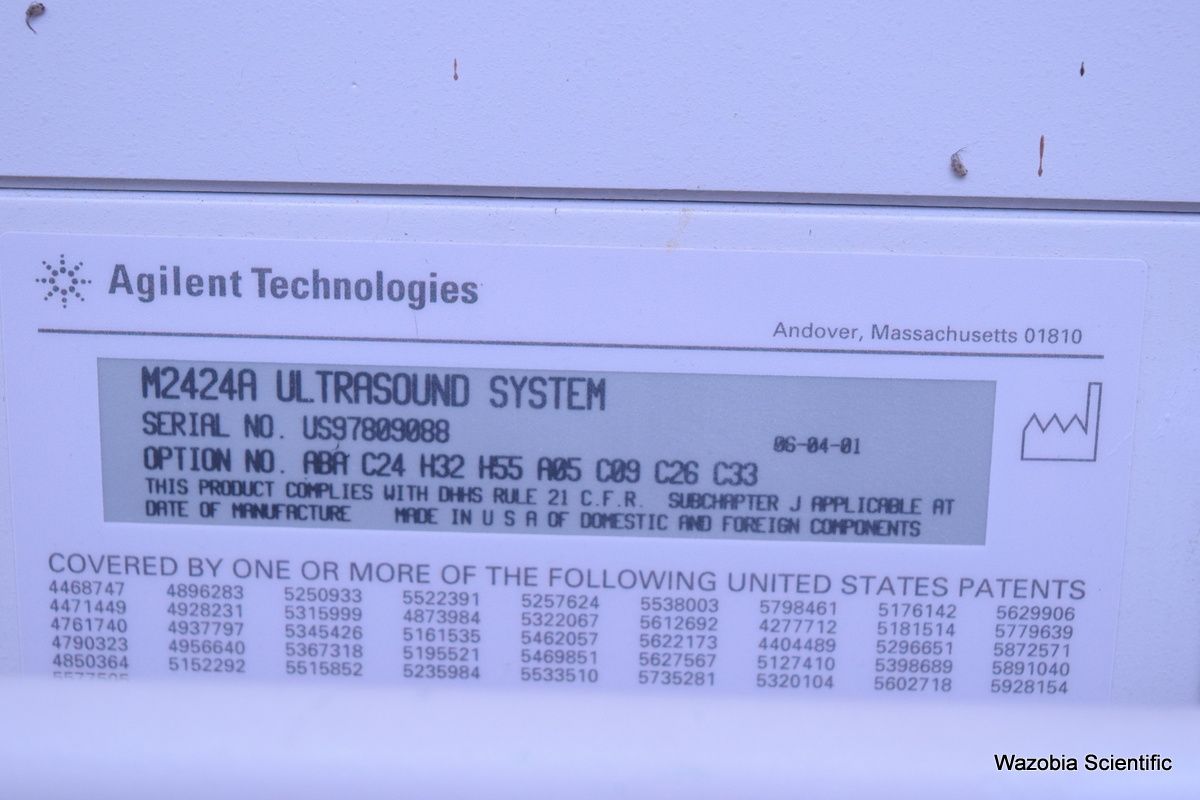 Agilent Technologies
Andover, Massachusetts 01810
M2424A ULTRASOUND SYSTEM
SERIAL NO. US97809088
06-04-01
OPTION NO. ABA C24 H32 H55 A05 C09 C26 C33
THIS PRODUCT COMPLIES WITH DHHS RULE 21 C.F.R. SUBCHAPTER J APPLICABLE AT
DATE OF MANUFACTURE MADE IN U S A OF DOMESTIC AND FOREIGN COMPONENTS
COVERED BY ONE OR MORE OF THE FOLLOWING UNITED STATES PATENTS
4468747 4896283 5250933 5522391 5257624 5538003 5798461 5176142 5629906
4471449 4928231 5315999 4873984 5322067 5612692 4277712 5181514 5779639
4761740 4937797 5345426 5161535 5462057 5622173 4404489 5296651 5872571
4790323 4956640 5367318 5195521 5469851 5627567 5127410 5398689 5891040
4850364 5152292 5515852 5235984 5533510 5735281 5320104 5602718 5928154
Wazobia Scientific